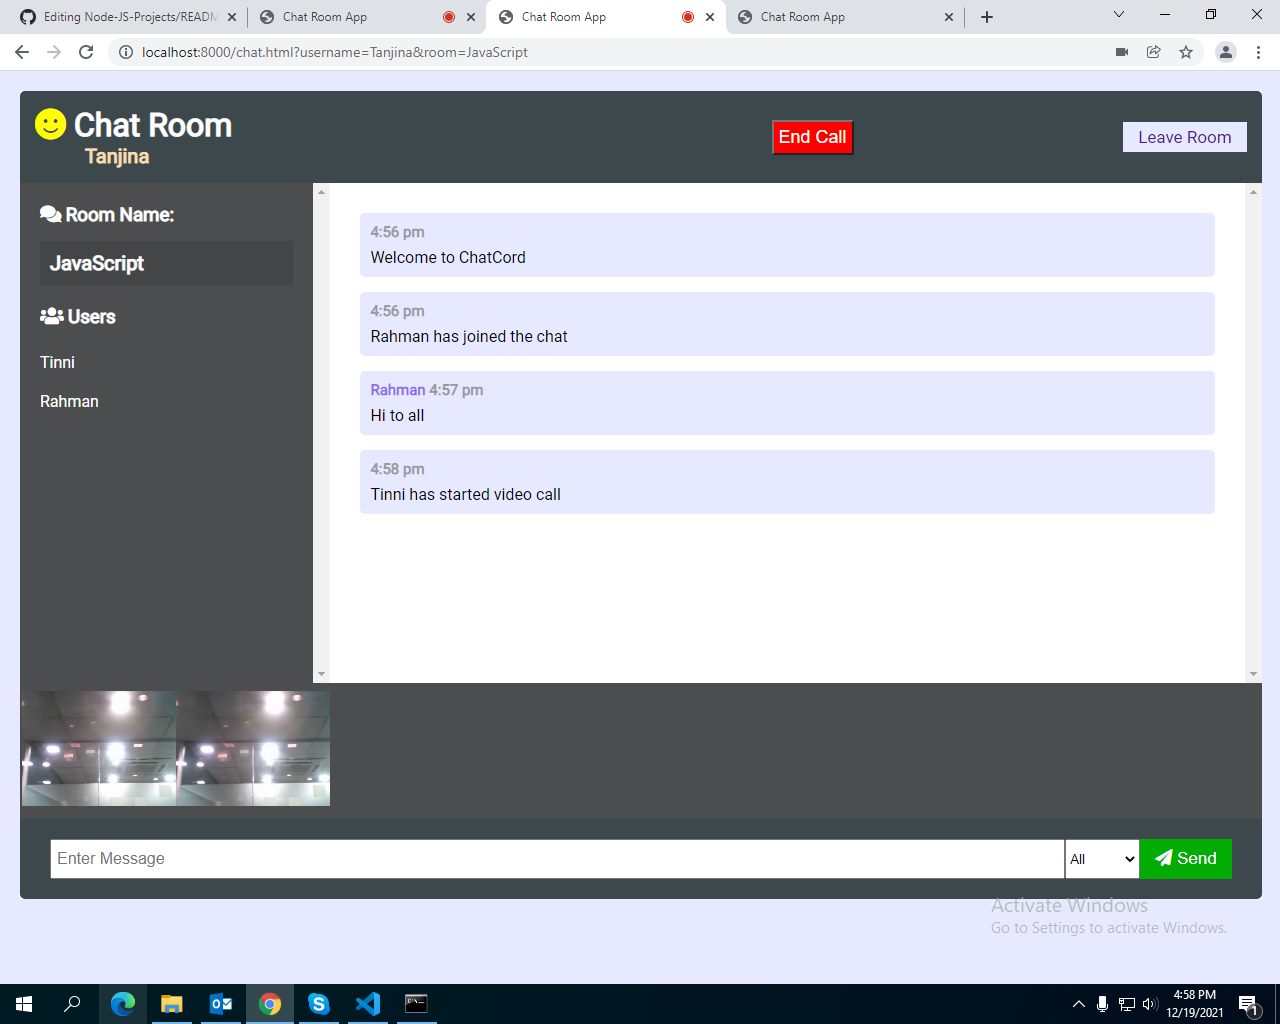 Editing Node-JS-Projects/READM
Chat Room App
Chat Room App
Chat Room App
localhost:8000/chat.html?username=Tanjina&room=JavaScript
Chat Room
Tanjina
End Call
Leave Room
Room Name:
JavaScript
Users
Tinni
Rahman
4:56 pm
Welcome to ChatCord
4:56 pm
Rahman has joined the chat
Rahman 4:57 pm
Hi to all
4:58 pm
Tinni has started video call
Enter Message
All
Send
Activate Windows
Go to Settings to activate Windows.
4:58 PM
12/19/2021
1